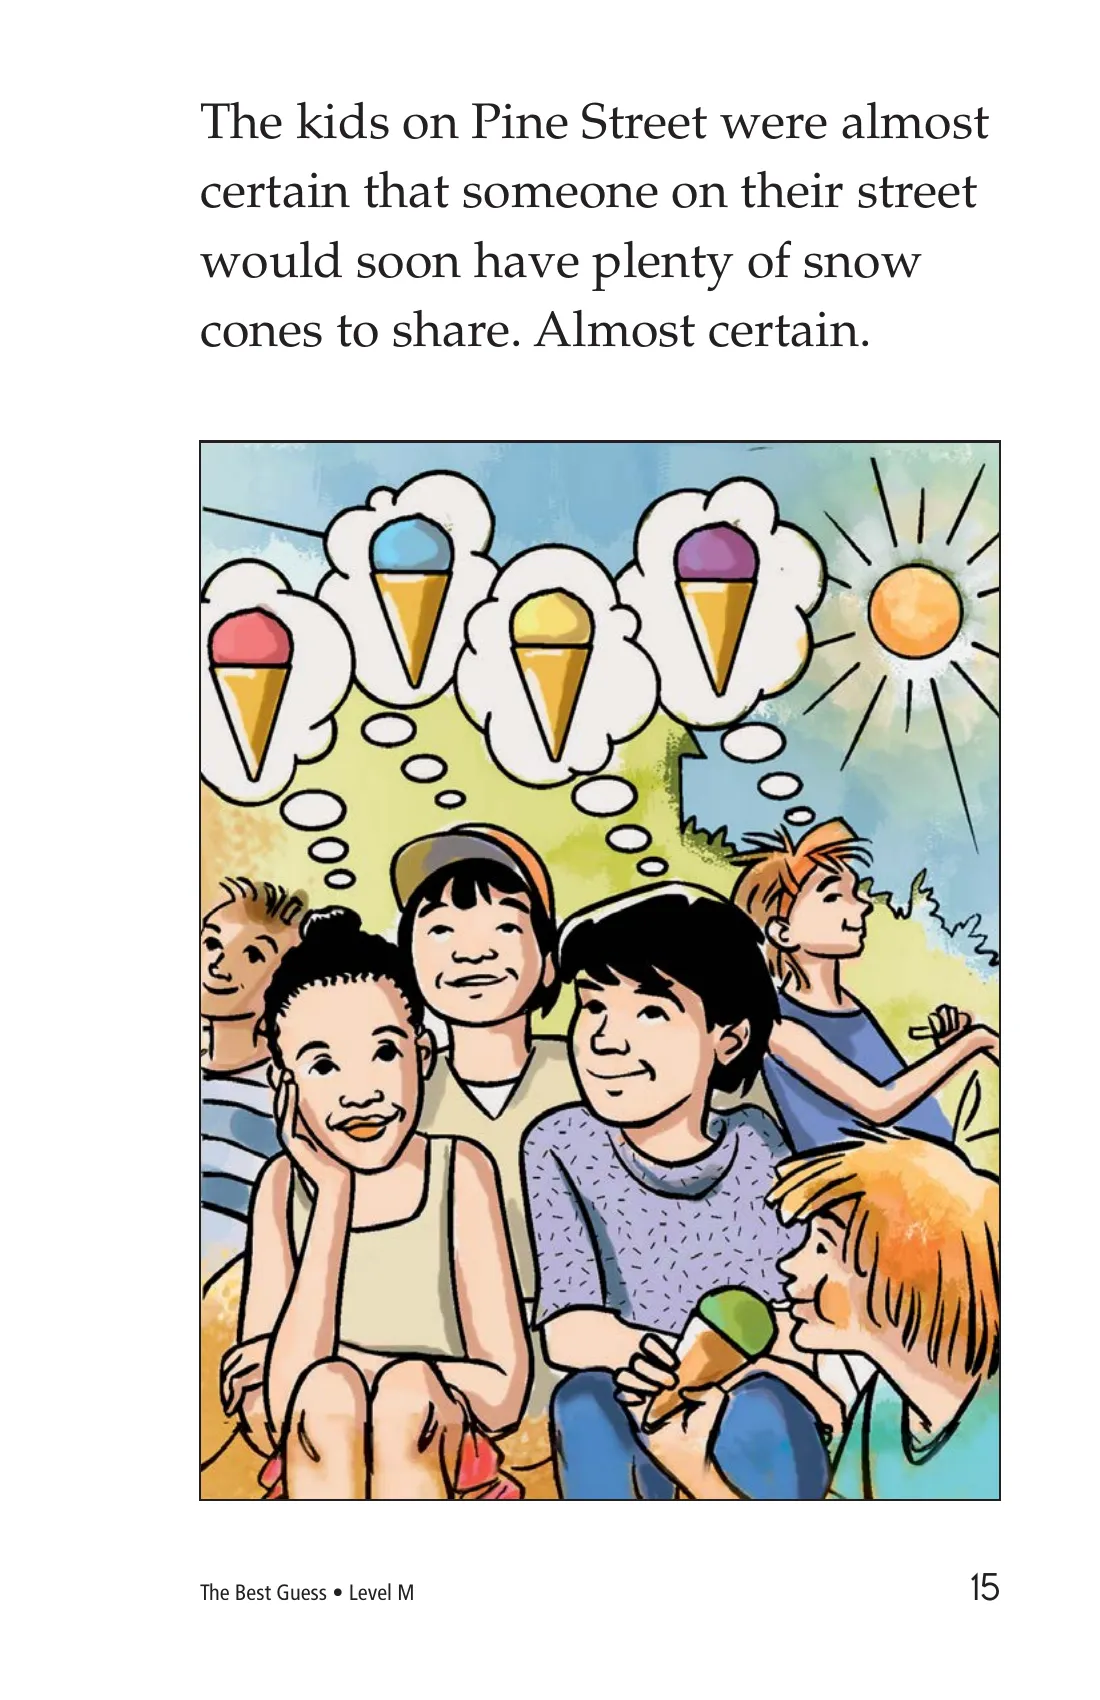 The kids on Pine Street were almost
certain that someone on their street
would soon have plenty of snow
cones to share. Almost certain.
The Best Guess • Level M
15